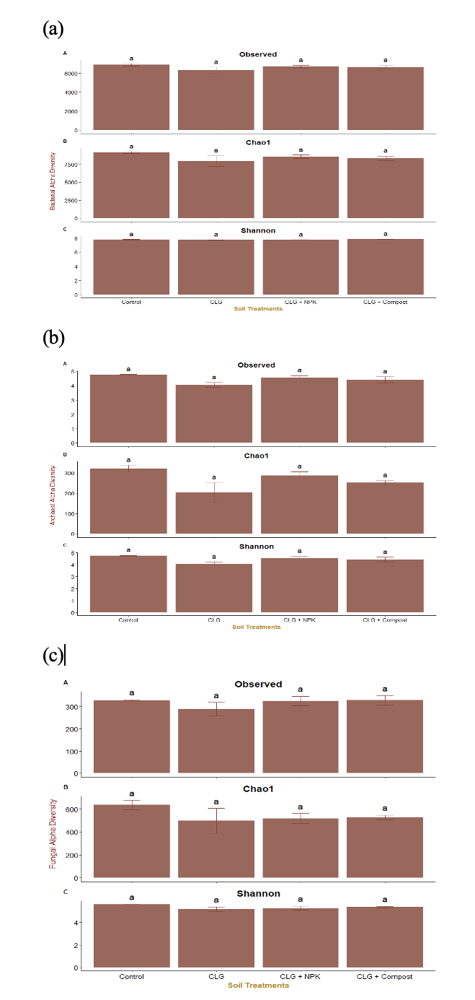 (a)
A
Observed
a a a a
6000
4000
2000
0
B
Chao1
a a a a
7500
5000
2500
0
Bacterial Alpha Diversity
C
Shannon
a a a a
8
6
4
2
0
Control CLG CLG + NPK CLG + Compost
Soil Treatments
(b)
A
Observed
a a a a
5
4
3
2
1
0
B
Chao1
a a a a
300
200
100
0
Archaeal Alpha Diversity
C
Shannon
a a a a
5
4
3
2
1
0
Control CLG CLG + NPK CLG + Compost
Soil Treatments
(c)
A
Observed
a a a a
300
200
100
0
B
Chao1
a a a a
600
400
200
0
Fungal Alpha Diversity
C
Shannon
a a a a
4
2
0
Control CLG CLG + NPK CLG + Compost
Soil Treatments